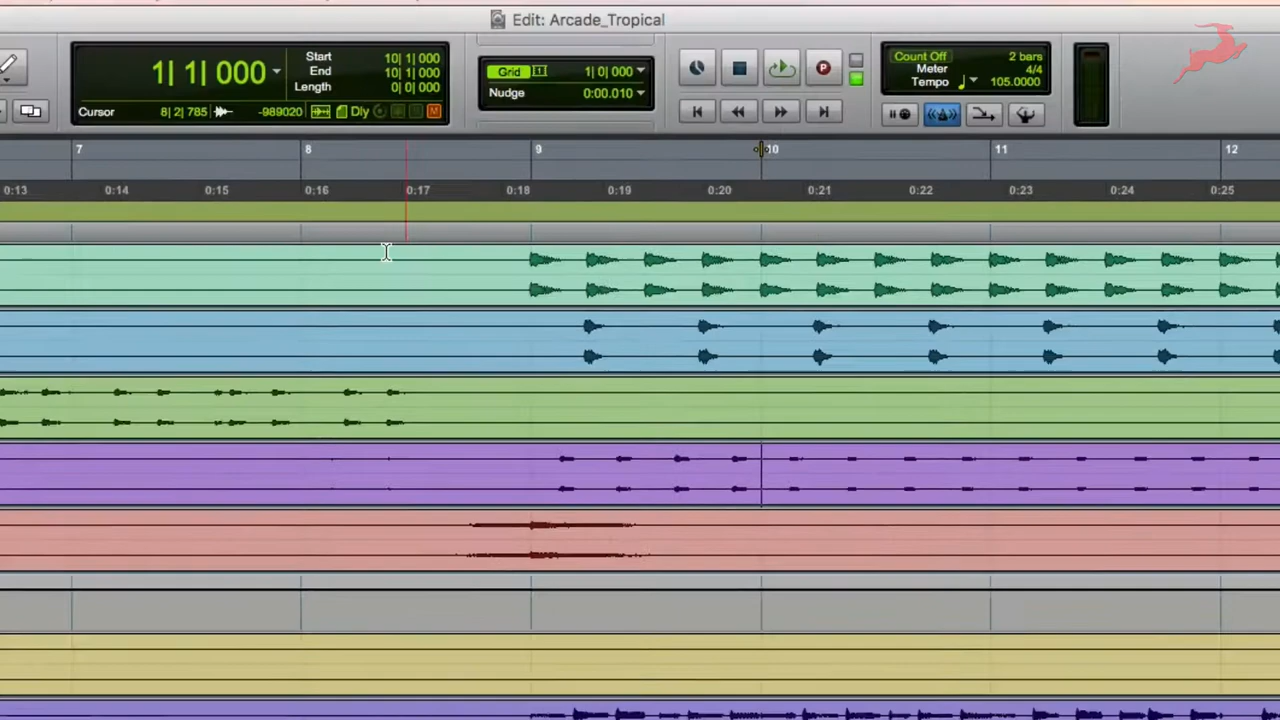 Edit: Arcade_Tropical
1| 1| 000
Start 10| 1| 000
End 10| 1| 000
Length 0| 0| 000
Cursor 8| 2| 785 -989020 Dly M
Grid 1| 0| 000
Nudge 0:00.010
P
Count Off 2 bars
Meter 4/4
Tempo 105.0000
7 8 9 10 11 12
0:13 0:14 0:15 0:16 0:17 0:18 0:19 0:20 0:21 0:22 0:23 0:24 0:25